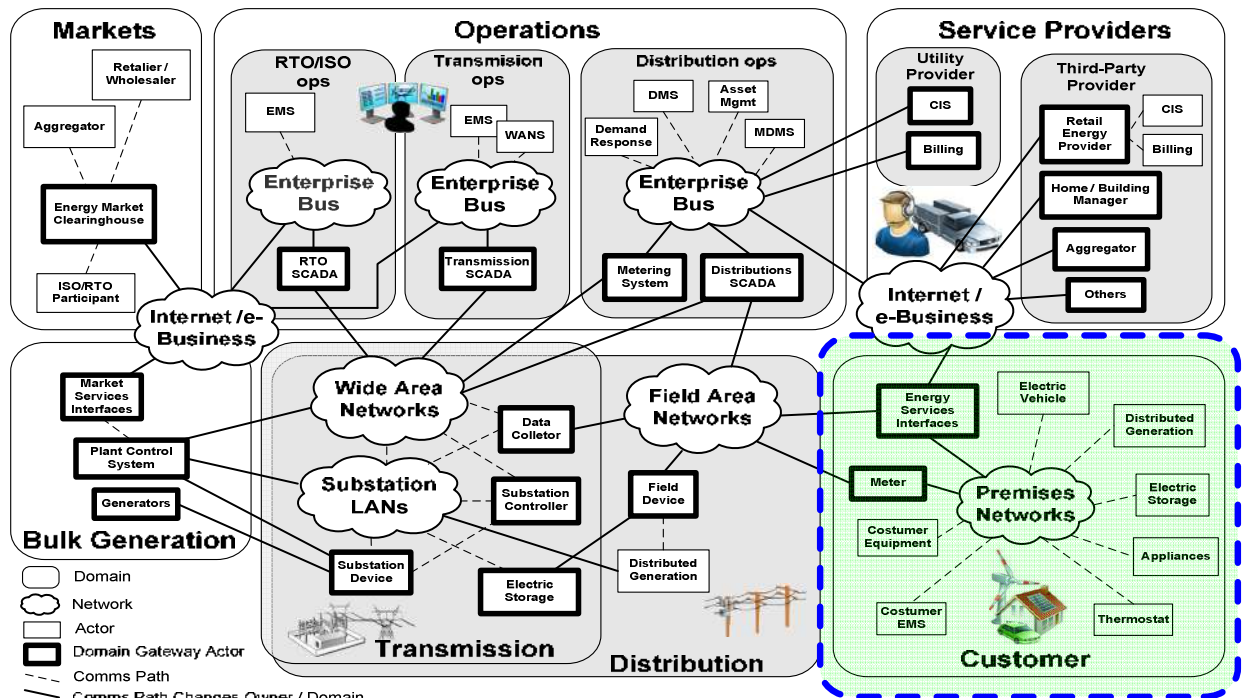 Markets
Retalier /
Wholesaler
Aggregator
Energy Market
Clearinghouse
ISO/RTO
Participant
Internet /e-
Business
Operations
RTO/ISO
ops
EMS
Enterprise
Bus
RTO
SCADA
Transmision
ops
EMS
WANS
Enterprise
Bus
Transmission
SCADA
Distribution ops
DMS
Asset
Mgmt
Demand
Response
MDMS
Enterprise
Bus
Metering
System
Distributions
SCADA
Service Providers
Utility
Provider
CIS
Billing
Third-Party
Provider
Retail
Energy
Provider
CIS
Billing
Home / Building
Manager
Aggregator
Others
Internet /
e-Business
Market
Services
Interfaces
Plant Control
System
Generators
Bulk Generation
Wide Area
Networks
Data
Colletor
Substation
LANs
Substation
Controller
Substation
Device
Electric
Storage
Transmission
Field Area
Networks
Field
Device
Distributed
Generation
Distribution
Energy
Services
Interfaces
Electric
Vehicle
Distributed
Generation
Meter
Premises
Networks
Electric
Storage
Costumer
Equipment
Appliances
Costumer
EMS
Thermostat
Customer
Domain
Network
Actor
Domain Gateway Actor
Comms Path
Comms Path Changes Owner / Domain